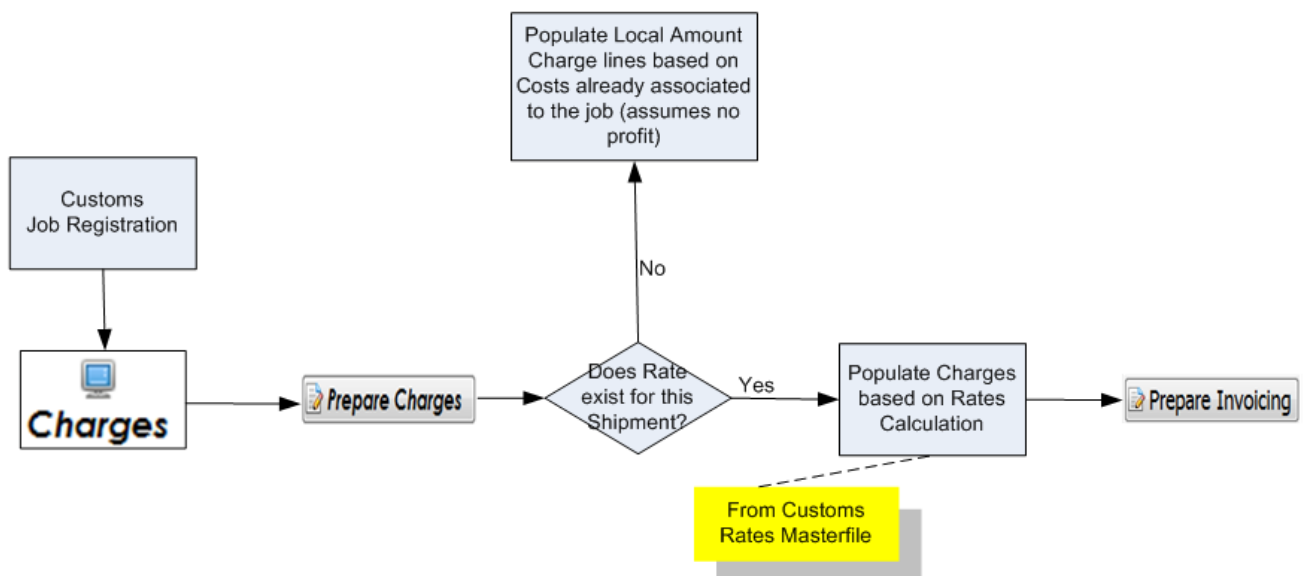 Populate Local Amount
Charge lines based on
Costs already associated
to the job (assumes no
profit)
Customs
Job Registration
No
Charges
Prepare Charges
Does Rate
exist for this
Shipment?
Yes
Populate Charges
based on Rates
Calculation
Prepare Invoicing
From Customs
Rates Masterfile